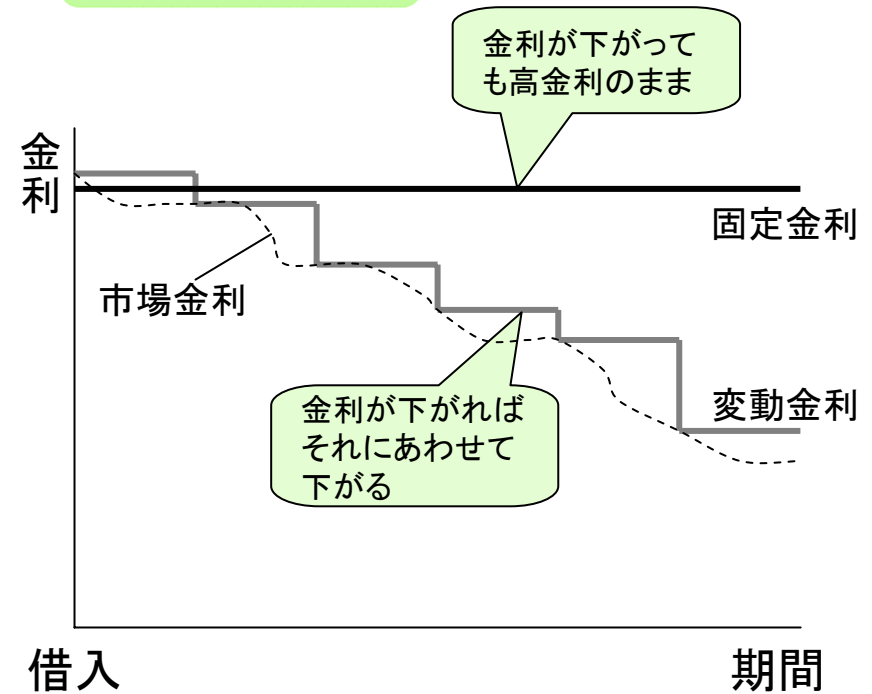 金利が下がって
も高金利のまま
金
利
固定金利
市場金利
金利が下がれば
それにあわせて
下がる
変動金利
借入
期間